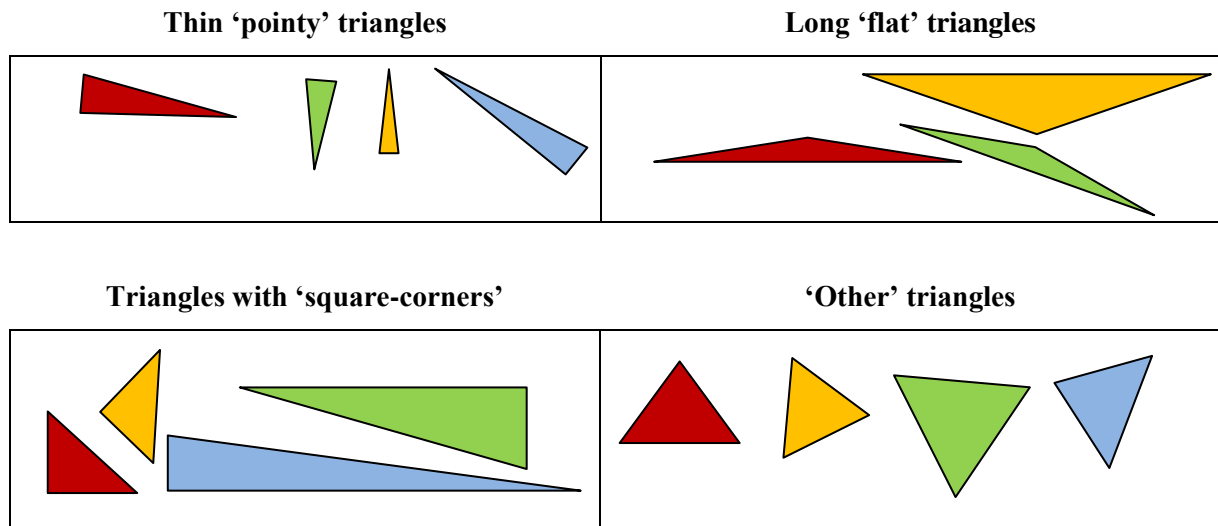 Thin ‘pointy’ triangles
Long ‘flat’ triangles
Triangles with ‘square-corners’
‘Other’ triangles